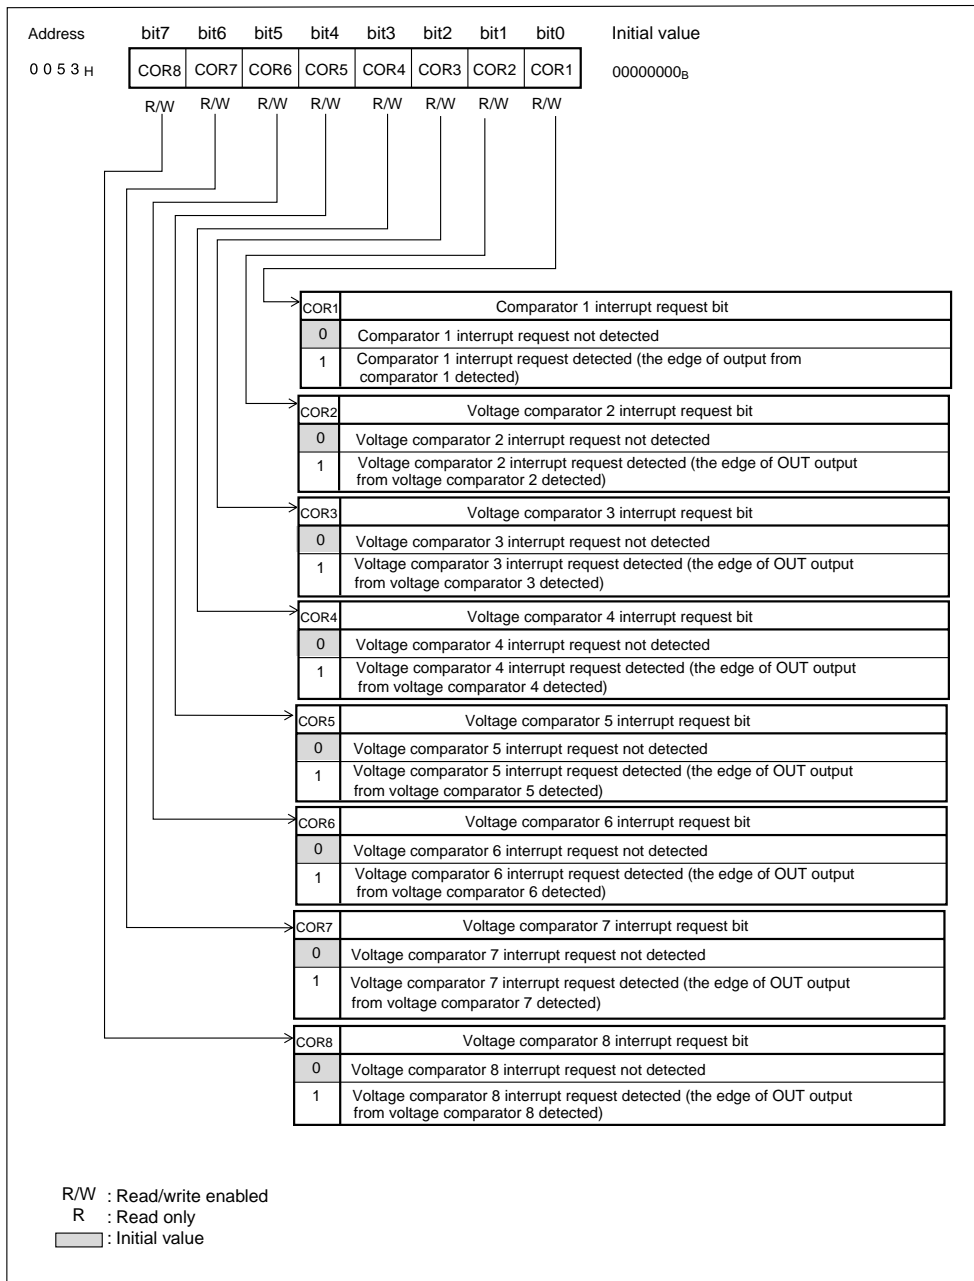 Address bit7 bit6 bit5 bit4 bit3 bit2 bit1 bit0 Initial value
0 0 5 3 H COR8 COR7 COR6 COR5 COR4 COR3 COR2 COR1 00000000B
R/W R/W R/W R/W R/W R/W R/W R/W
COR1 Comparator 1 interrupt request bit
0 Comparator 1 interrupt request not detected
1 Comparator 1 interrupt request detected (the edge of output from
comparator 1 detected)
COR2 Voltage comparator 2 interrupt request bit
0 Voltage comparator 2 interrupt request not detected
1 Voltage comparator 2 interrupt request detected (the edge of OUT output
from voltage comparator 2 detected)
COR3 Voltage comparator 3 interrupt request bit
0 Voltage comparator 3 interrupt request not detected
1 Voltage comparator 3 interrupt request detected (the edge of OUT output
from voltage comparator 3 detected)
COR4 Voltage comparator 4 interrupt request bit
0 Voltage comparator 4 interrupt request not detected
1 Voltage comparator 4 interrupt request detected (the edge of OUT output
from voltage comparator 4 detected)
COR5 Voltage comparator 5 interrupt request bit
0 Voltage comparator 5 interrupt request not detected
1 Voltage comparator 5 interrupt request detected (the edge of OUT output
from voltage comparator 5 detected)
COR6 Voltage comparator 6 interrupt request bit
0 Voltage comparator 6 interrupt request not detected
1 Voltage comparator 6 interrupt request detected (the edge of OUT output
from voltage comparator 6 detected)
COR7 Voltage comparator 7 interrupt request bit
0 Voltage comparator 7 interrupt request not detected
1 Voltage comparator 7 interrupt request detected (the edge of OUT output
from voltage comparator 7 detected)
COR8 Voltage comparator 8 interrupt request bit
0 Voltage comparator 8 interrupt request not detected
1 Voltage comparator 8 interrupt request detected (the edge of OUT output
from voltage comparator 8 detected)
R/W : Read/write enabled
R : Read only
: Initial value